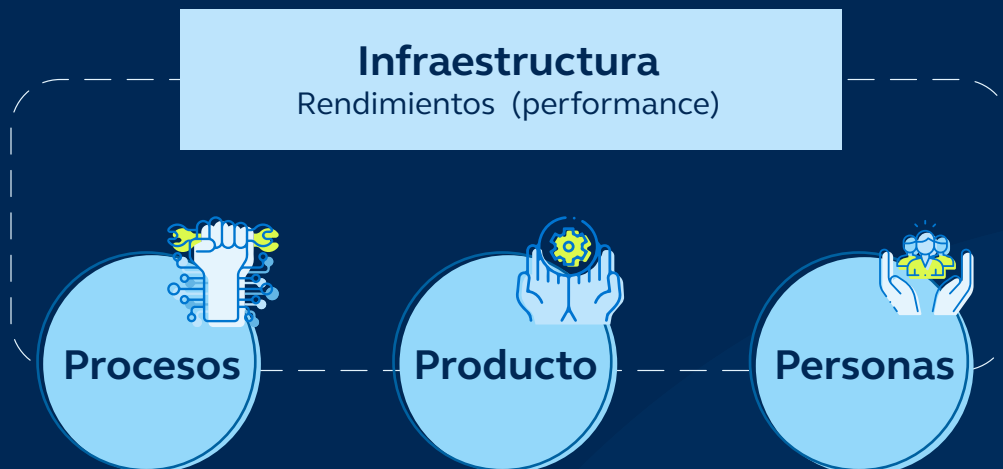 Infraestructura
Rendimientos (performance)
Procesos
Producto
Personas